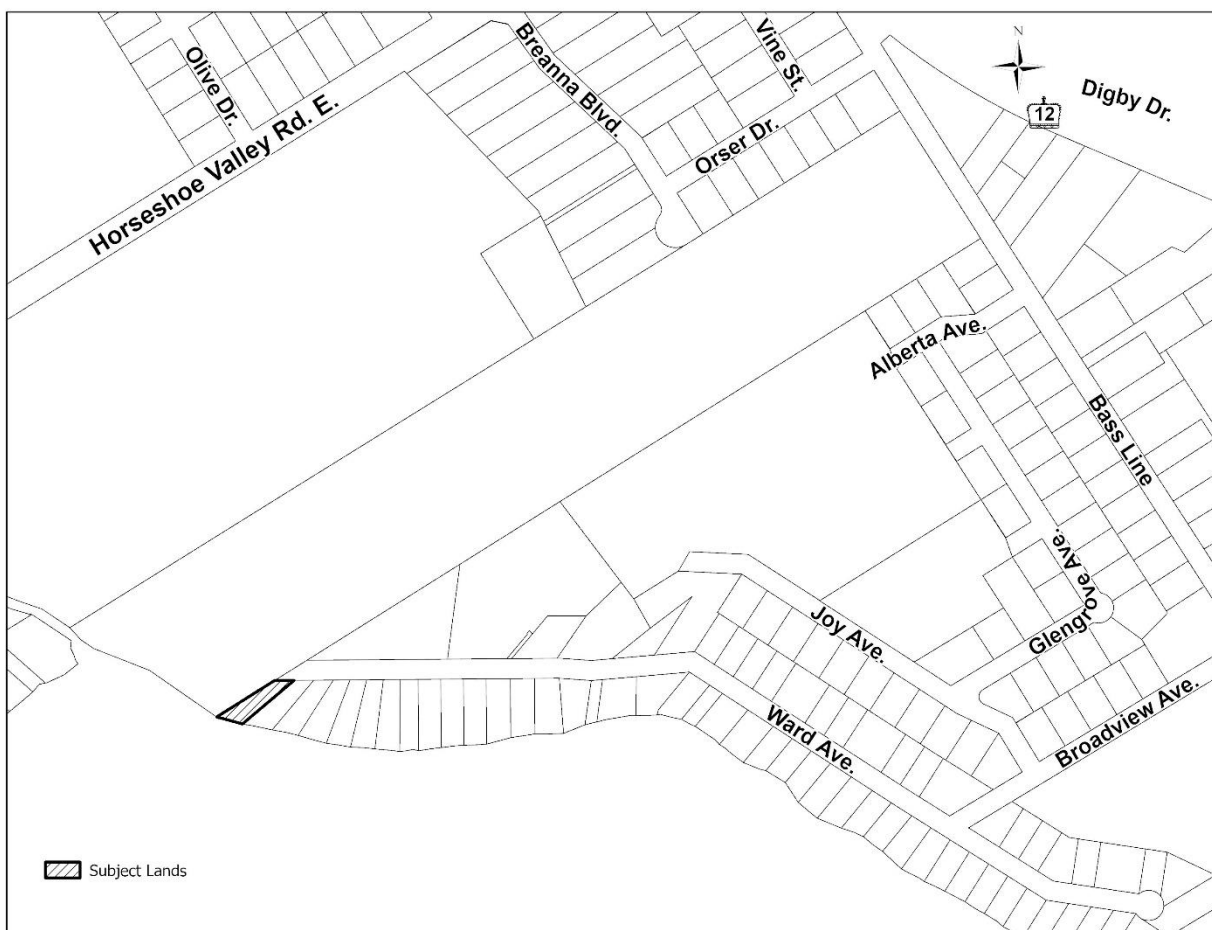 N
12
Digby Dr.
Olive Dr.
Horseshoe Valley Rd. E.
Breanna Blvd.
Vine St.
Orser Dr.
Alberta Ave.
Bass Line
Glengrove Ave.
Joy Ave.
Ward Ave.
Broadview Ave.
Subject Lands